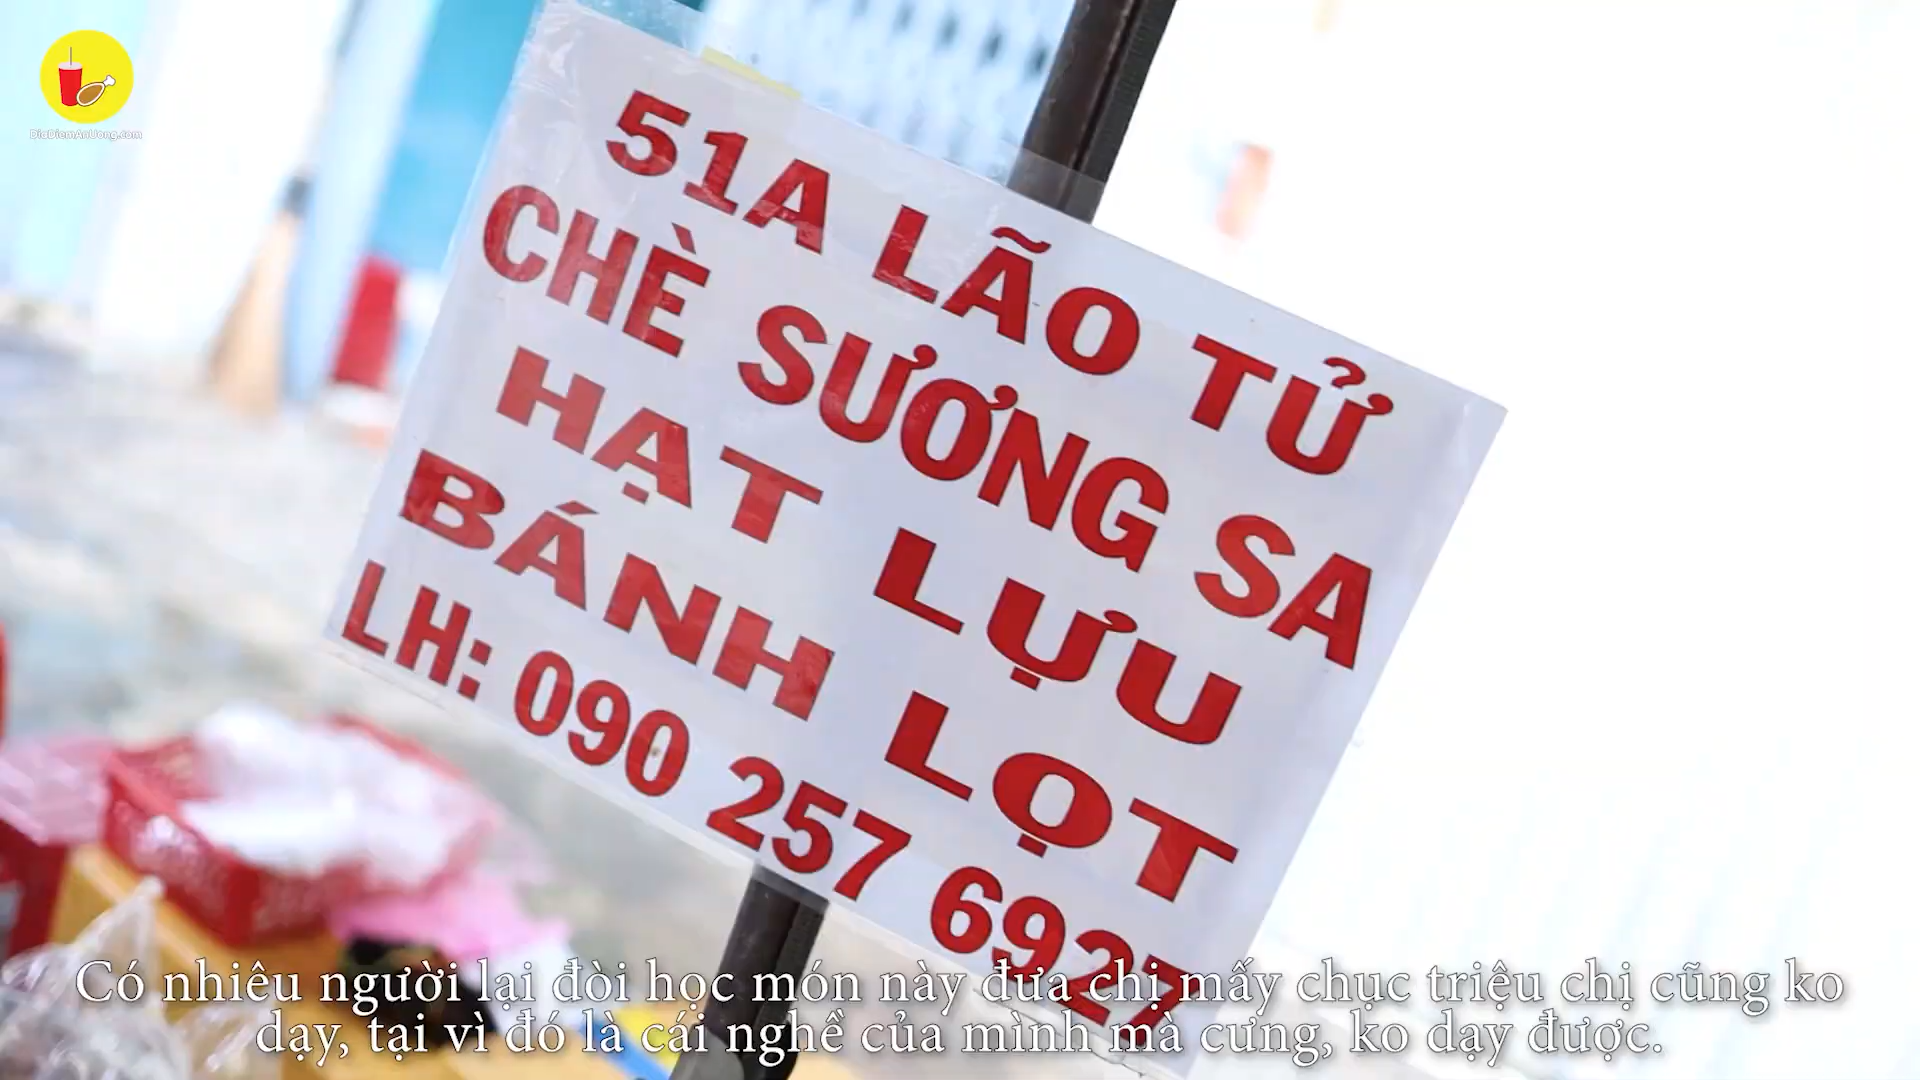 DiaDiemAnUong.com
51A LÃO TỬ
CHÈ SƯƠNG SA
HẠT LỰU
BÁNH LỌT
LH: 090 257 6927
Có nhiêu người lại đòi học món này đưa chị mấy chục triệu chị cũng ko
dạy, tại vì đó là cái nghề của mình mà cưng, ko dạy được.